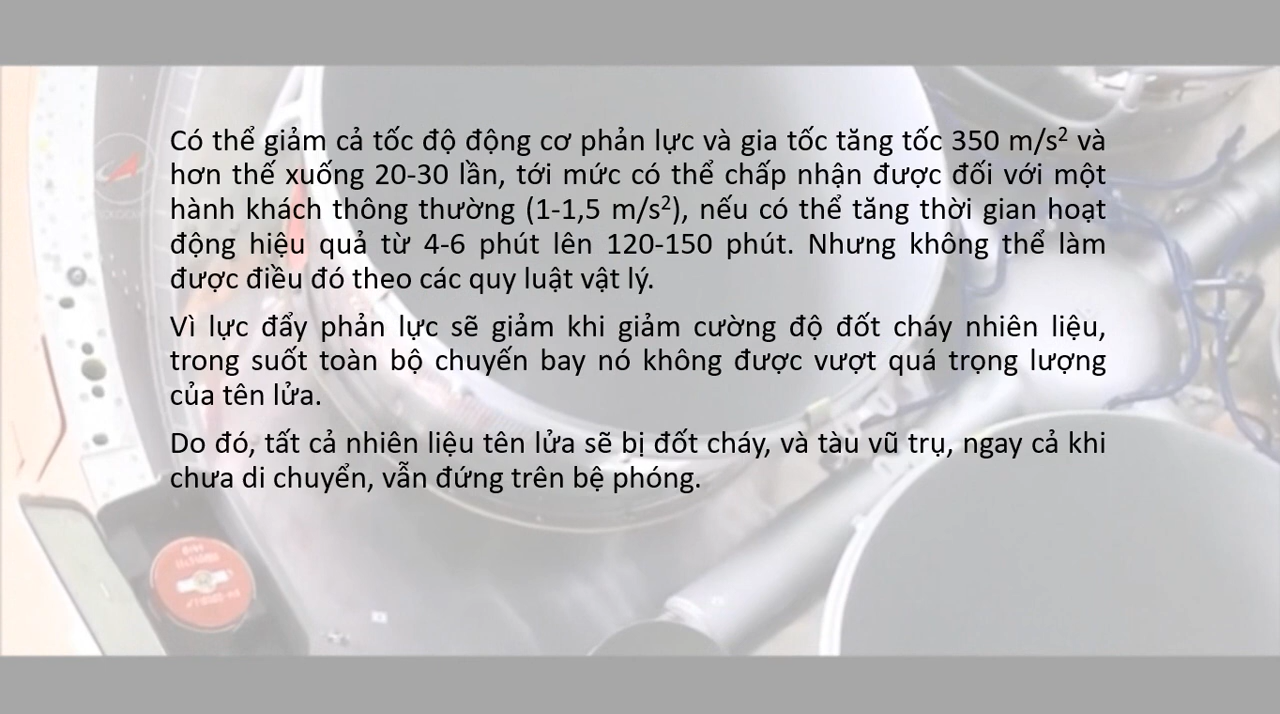 Có thể giảm cả tốc độ động cơ phản lực và gia tốc tăng tốc 350 m/s² và
hơn thế xuống 20-30 lần, tới mức có thể chấp nhận được đối với một
hành khách thông thường (1-1,5 m/s²), nếu có thể tăng thời gian hoạt
động hiệu quả từ 4-6 phút lên 120-150 phút. Nhưng không thể làm
được điều đó theo các quy luật vật lý.
Vì lực đẩy phản lực sẽ giảm khi giảm cường độ đốt cháy nhiên liệu,
trong suốt toàn bộ chuyến bay nó không được vượt quá trọng lượng
của tên lửa.
Do đó, tất cả nhiên liệu tên lửa sẽ bị đốt cháy, và tàu vũ trụ, ngay cả khi
chưa di chuyển, vẫn đứng trên bệ phóng.